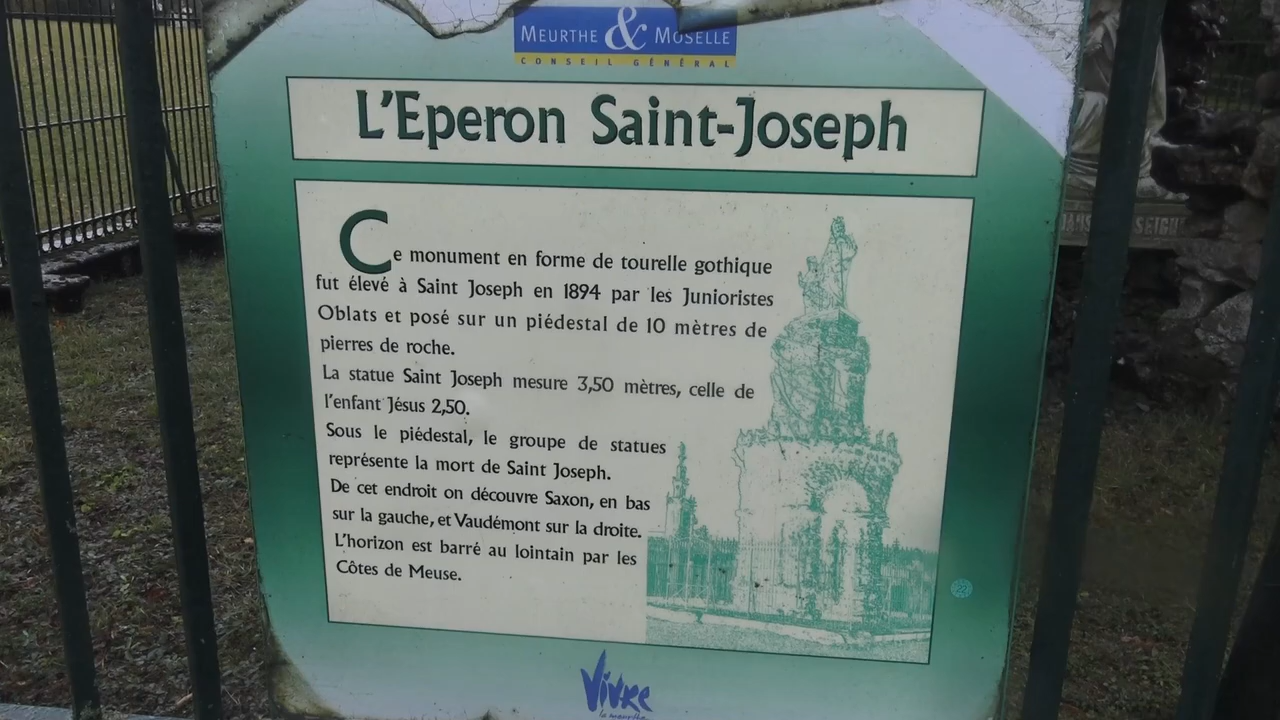 MEURTHE & MOSELLE
CONSEIL GÉNÉRAL
L'Eperon Saint-Joseph
Ce monument en forme de tourelle gothique
fut élevé à Saint Joseph en 1894 par les Junioristes
Oblats et posé sur un piédestal de 10 mètres de
pierres de roche.
La statue Saint Joseph mesure 3,50 mètres, celle de
l'enfant Jésus 2,50.
Sous le piédestal, le groupe de statues
représente la mort de Saint Joseph.
De cet endroit on découvre Saxon, en bas
sur la gauche, et Vaudémont sur la droite.
L'horizon est barré au lointain par les
Côtes de Meuse.
Vivre
la meurthe